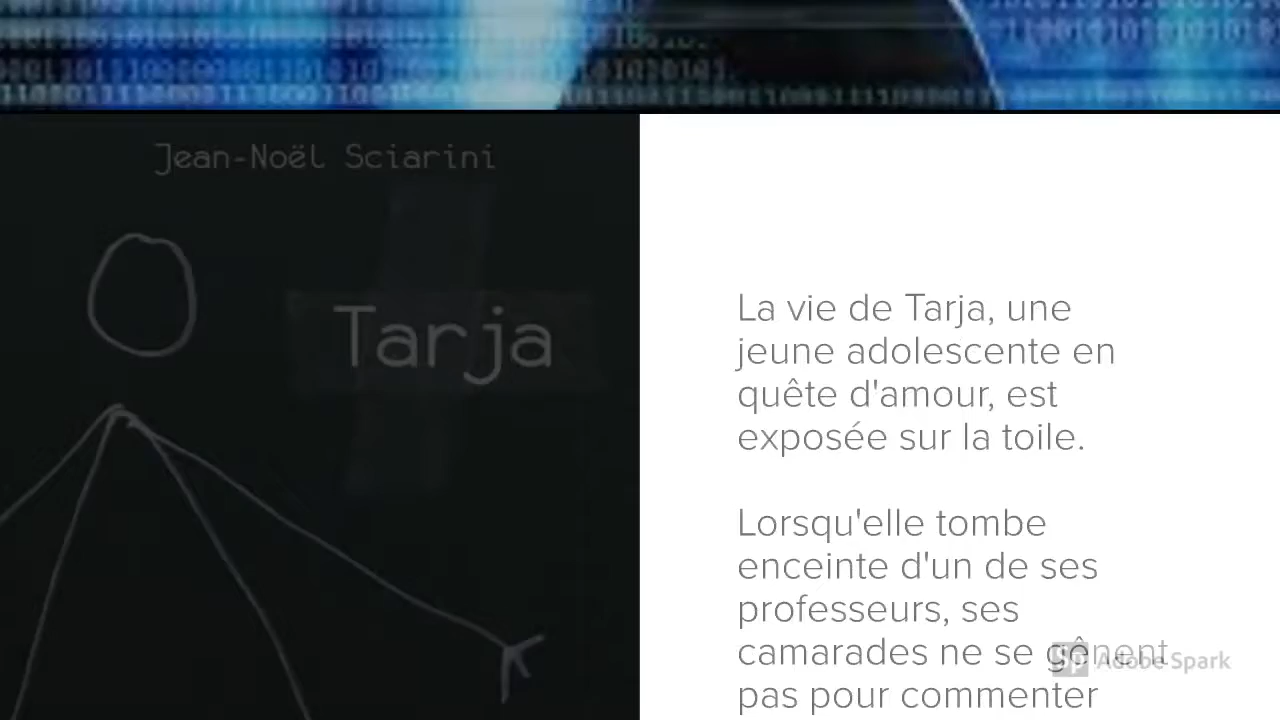 Jean-Noël Sciarini
Tarja
La vie de Tarja, une
jeune adolescente en
quête d'amour, est
exposée sur la toile.
Lorsqu'elle tombe
enceinte d'un de ses
professeurs, ses
camarades ne se gênent
pas pour commenter
Sp Adobe Spark